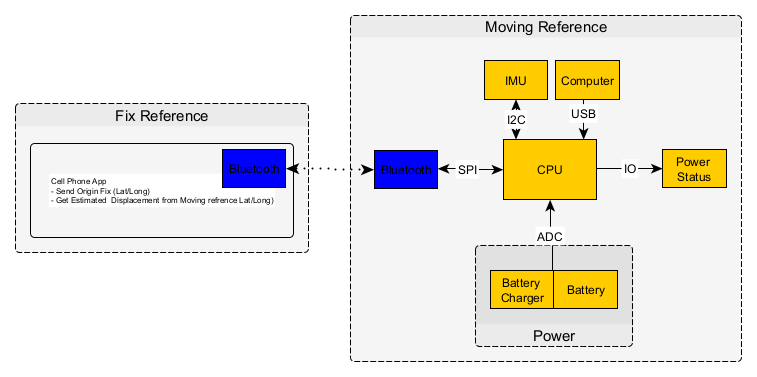 Moving Reference
IMU
Computer
I2C
USB
Fix Reference
Bluetooth
Cell Phone App
- Send Origin Fix (Lat/Long)
- Get Estimated  Displacement from Moving refrence Lat/Long)
Bluetooth
SPI
CPU
IO
Power
Status
ADC
Battery
Charger
Battery
Power